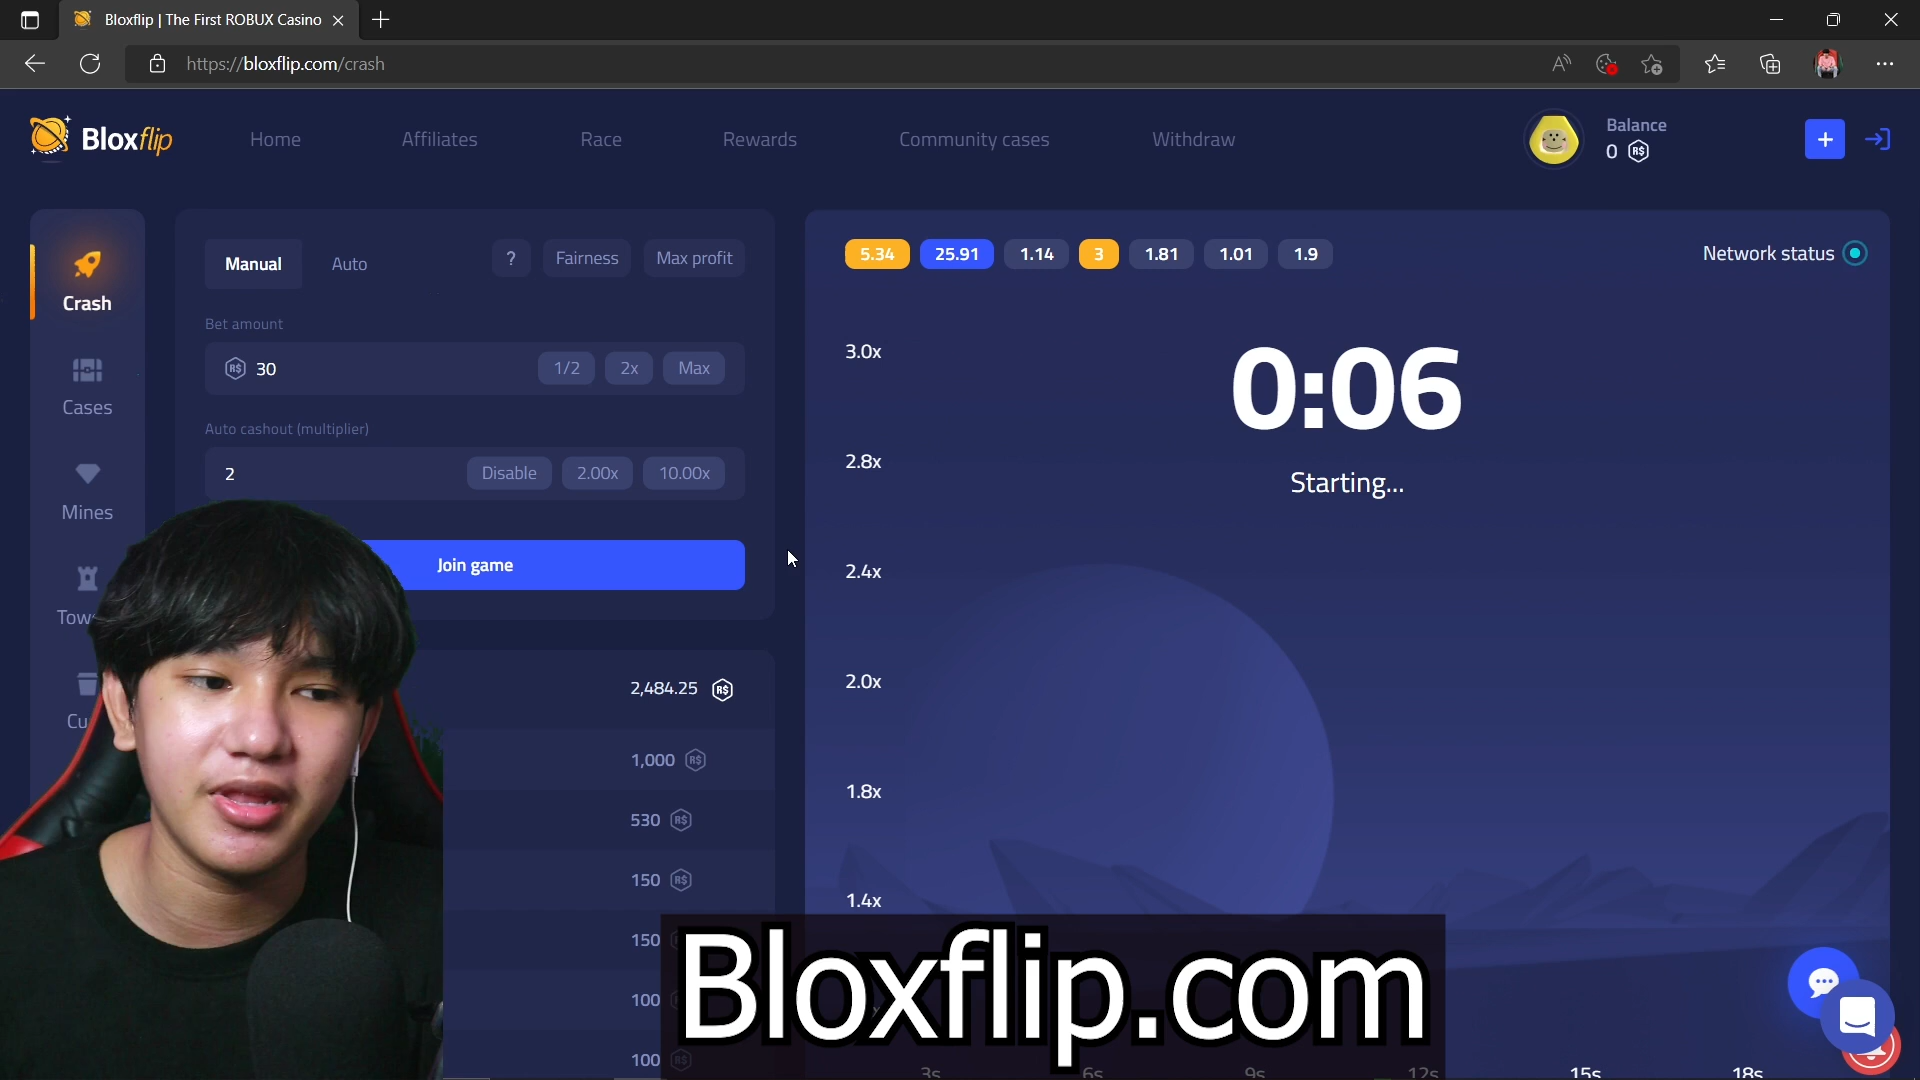 Bloxflip | The First ROBUX Casino
https://bloxflip.com/crash
Bloxflip
Home
Affiliates
Race
Rewards
Community cases
Withdraw
Balance
0
Crash
Cases
Mines
Manual
Auto
?
Fairness
Max profit
Bet amount
30
1/2
2x
Max
Auto cashout (multiplier)
2
Disable
2.00x
10.00x
Join game
2,484.25
1,000
530
150
150
100
100
5.34
25.91
1.14
3
1.81
1.01
1.9
Network status
3.0x
2.8x
2.4x
2.0x
1.8x
1.4x
0:06
Starting...
3s
6s
9s
12s
15s
18s
Bloxflip.com